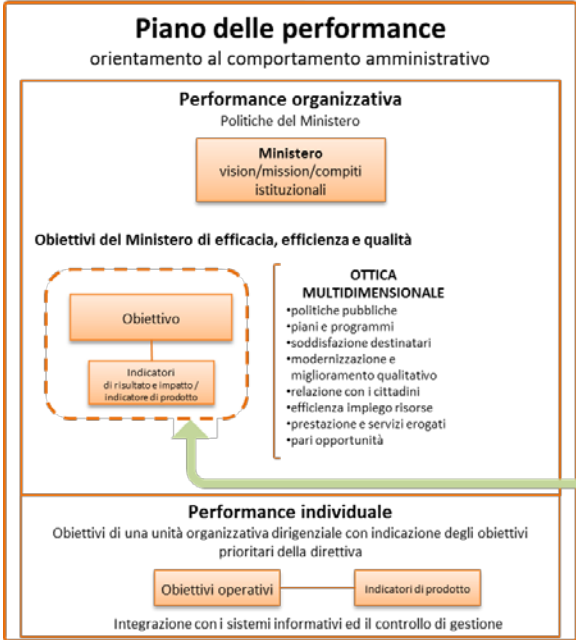 Piano delle performance
orientamento al comportamento amministrativo
Performance organizzativa
Politiche del Ministero
Ministero
vision/mission/compiti
istituzionali
Obiettivi del Ministero di efficacia, efficienza e qualità
Obiettivo
Indicatori
di risultato e impatto /
indicatore di prodotto
OTTICA
MULTIDIMENSIONALE
•politiche pubbliche
•piani e programmi
•soddisfazione destinatari
•modernizzazione e
miglioramento qualitativo
•relazione con i cittadini
•efficienza impiego risorse
•prestazione e servizi erogati
•pari opportunità
Performance individuale
Obiettivi di una unità organizzativa dirigenziale con indicazione degli obiettivi
prioritari della direttiva
Obiettivi operativi
Indicatori di prodotto
Integrazione con i sistemi informativi ed il controllo di gestione